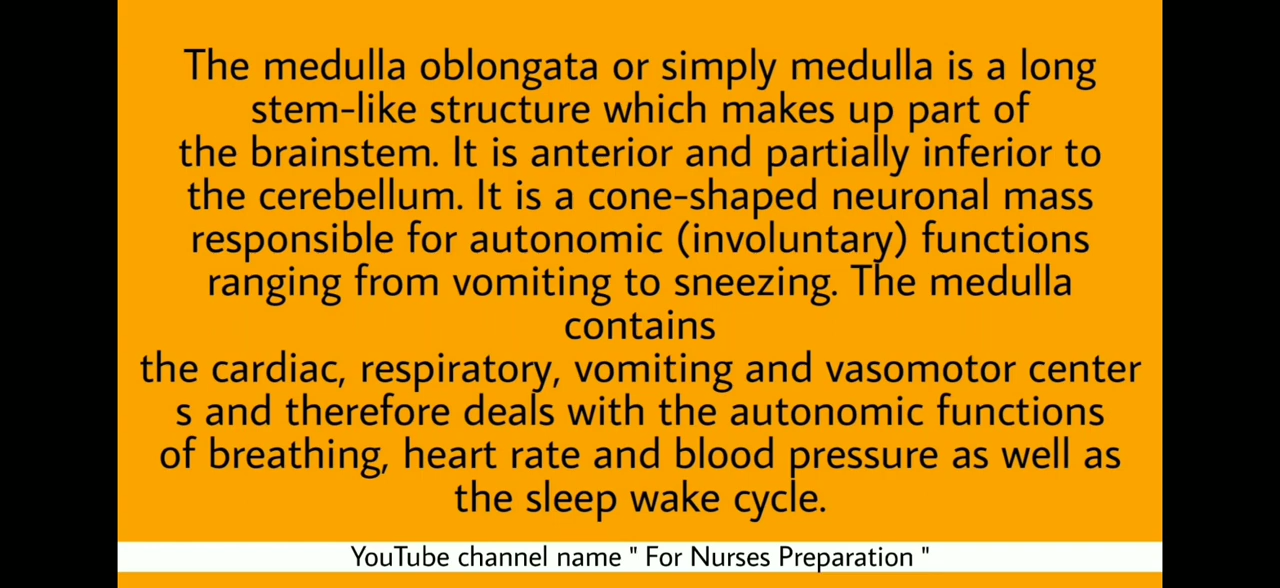 The medulla oblongata or simply medulla is a long
stem-like structure which makes up part of
the brainstem. It is anterior and partially inferior to
the cerebellum. It is a cone-shaped neuronal mass
responsible for autonomic (involuntary) functions
ranging from vomiting to sneezing. The medulla
contains
the cardiac, respiratory, vomiting and vasomotor center
s and therefore deals with the autonomic functions
of breathing, heart rate and blood pressure as well as
the sleep wake cycle.
YouTube channel name " For Nurses Preparation "